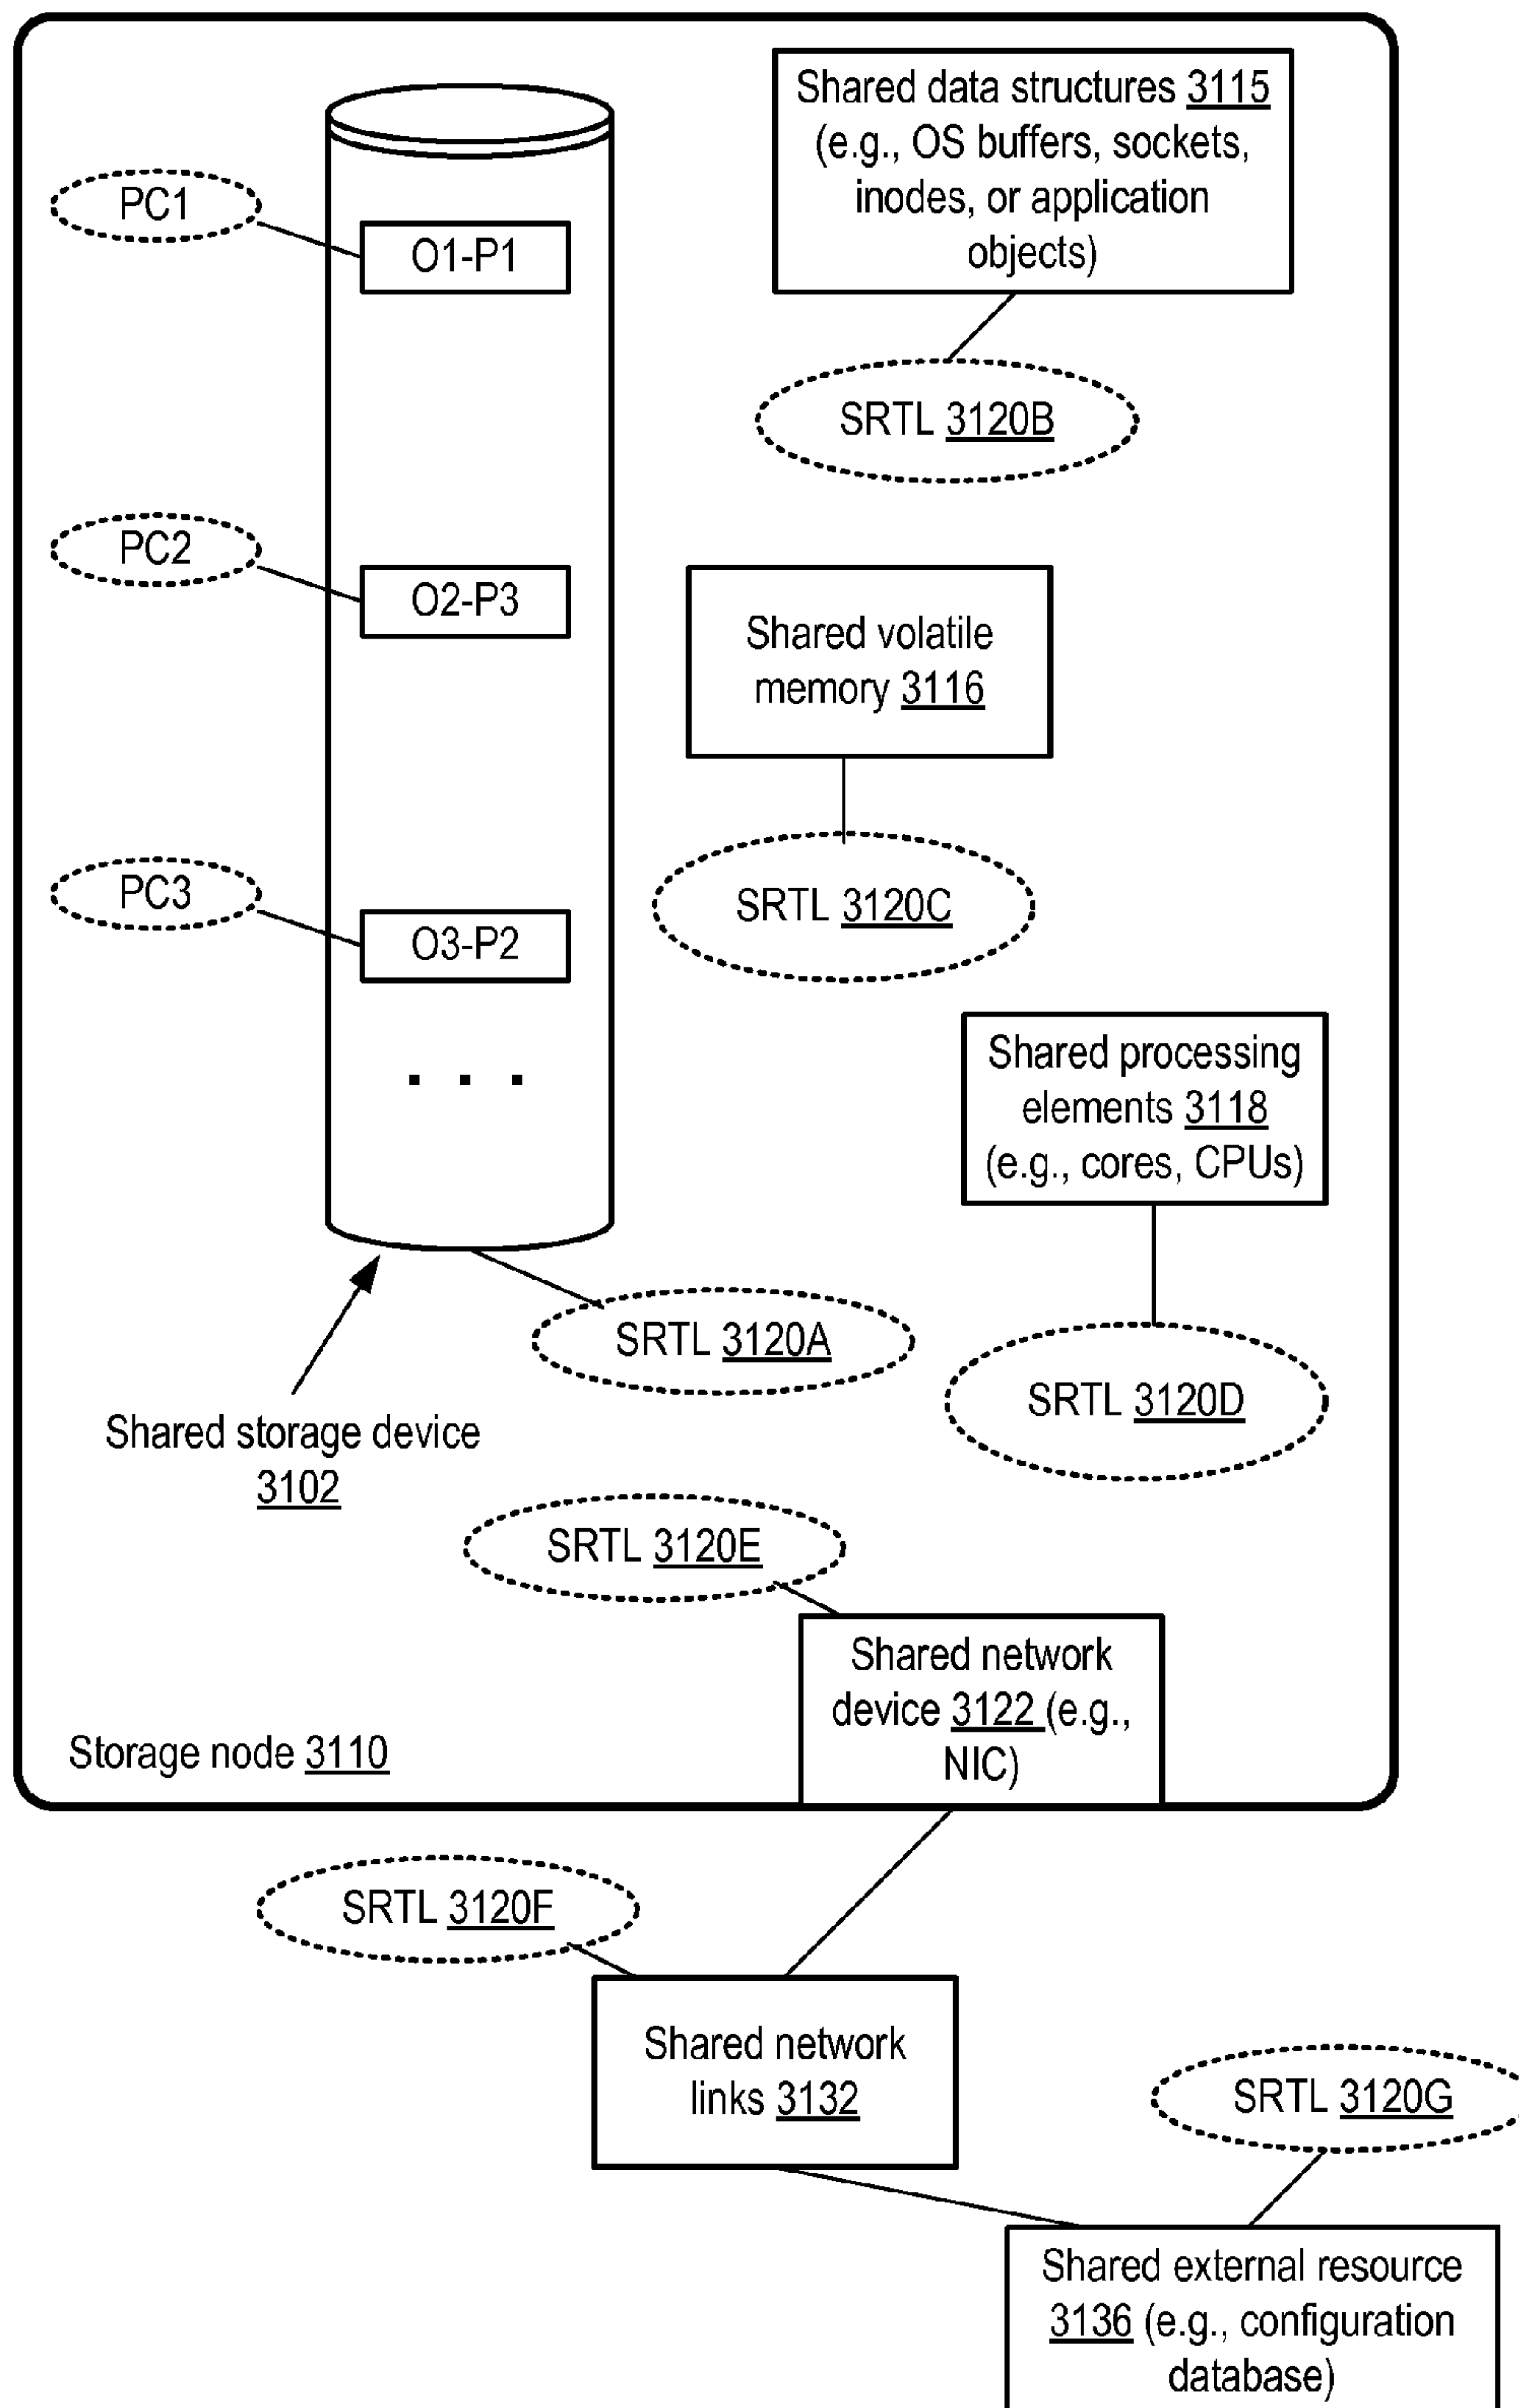 Shared data structures 3115
(e.g., OS buffers, sockets,
inodes, or application
objects)
PC1
O1-P1
SRTL 3120B
PC2
O2-P3
Shared volatile
memory 3116
PC3
O3-P2
SRTL 3120C
. . .
Shared processing
elements 3118
(e.g., cores, CPUs)
SRTL 3120A
SRTL 3120D
Shared storage device
3102
SRTL 3120E
Shared network
device 3122 (e.g.,
NIC)
Storage node 3110
SRTL 3120F
Shared network
links 3132
SRTL 3120G
Shared external resource
3136 (e.g., configuration
database)